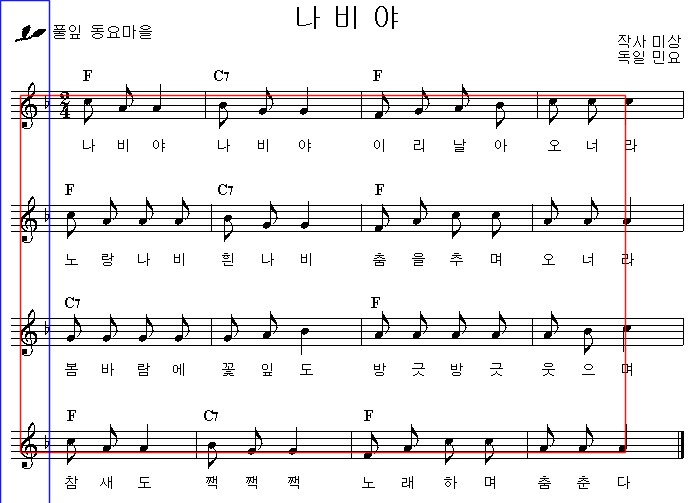 나비야
풀잎 동요마을
작사 미상
독일 민요
F C7 F
2
4
나 비 야 나 비 야 이 리 날 아 오 너 라
F C7 F
노 랑 나 비 흰 나 비 춤 을 추 며 오 너 라
C7 F
봄 바 람 에 꽃 잎 도 방 긋 방 긋 웃 으 며
F C7 F
참 새 도 짹 짹 짹 노 래 하 며 춤 춘 다